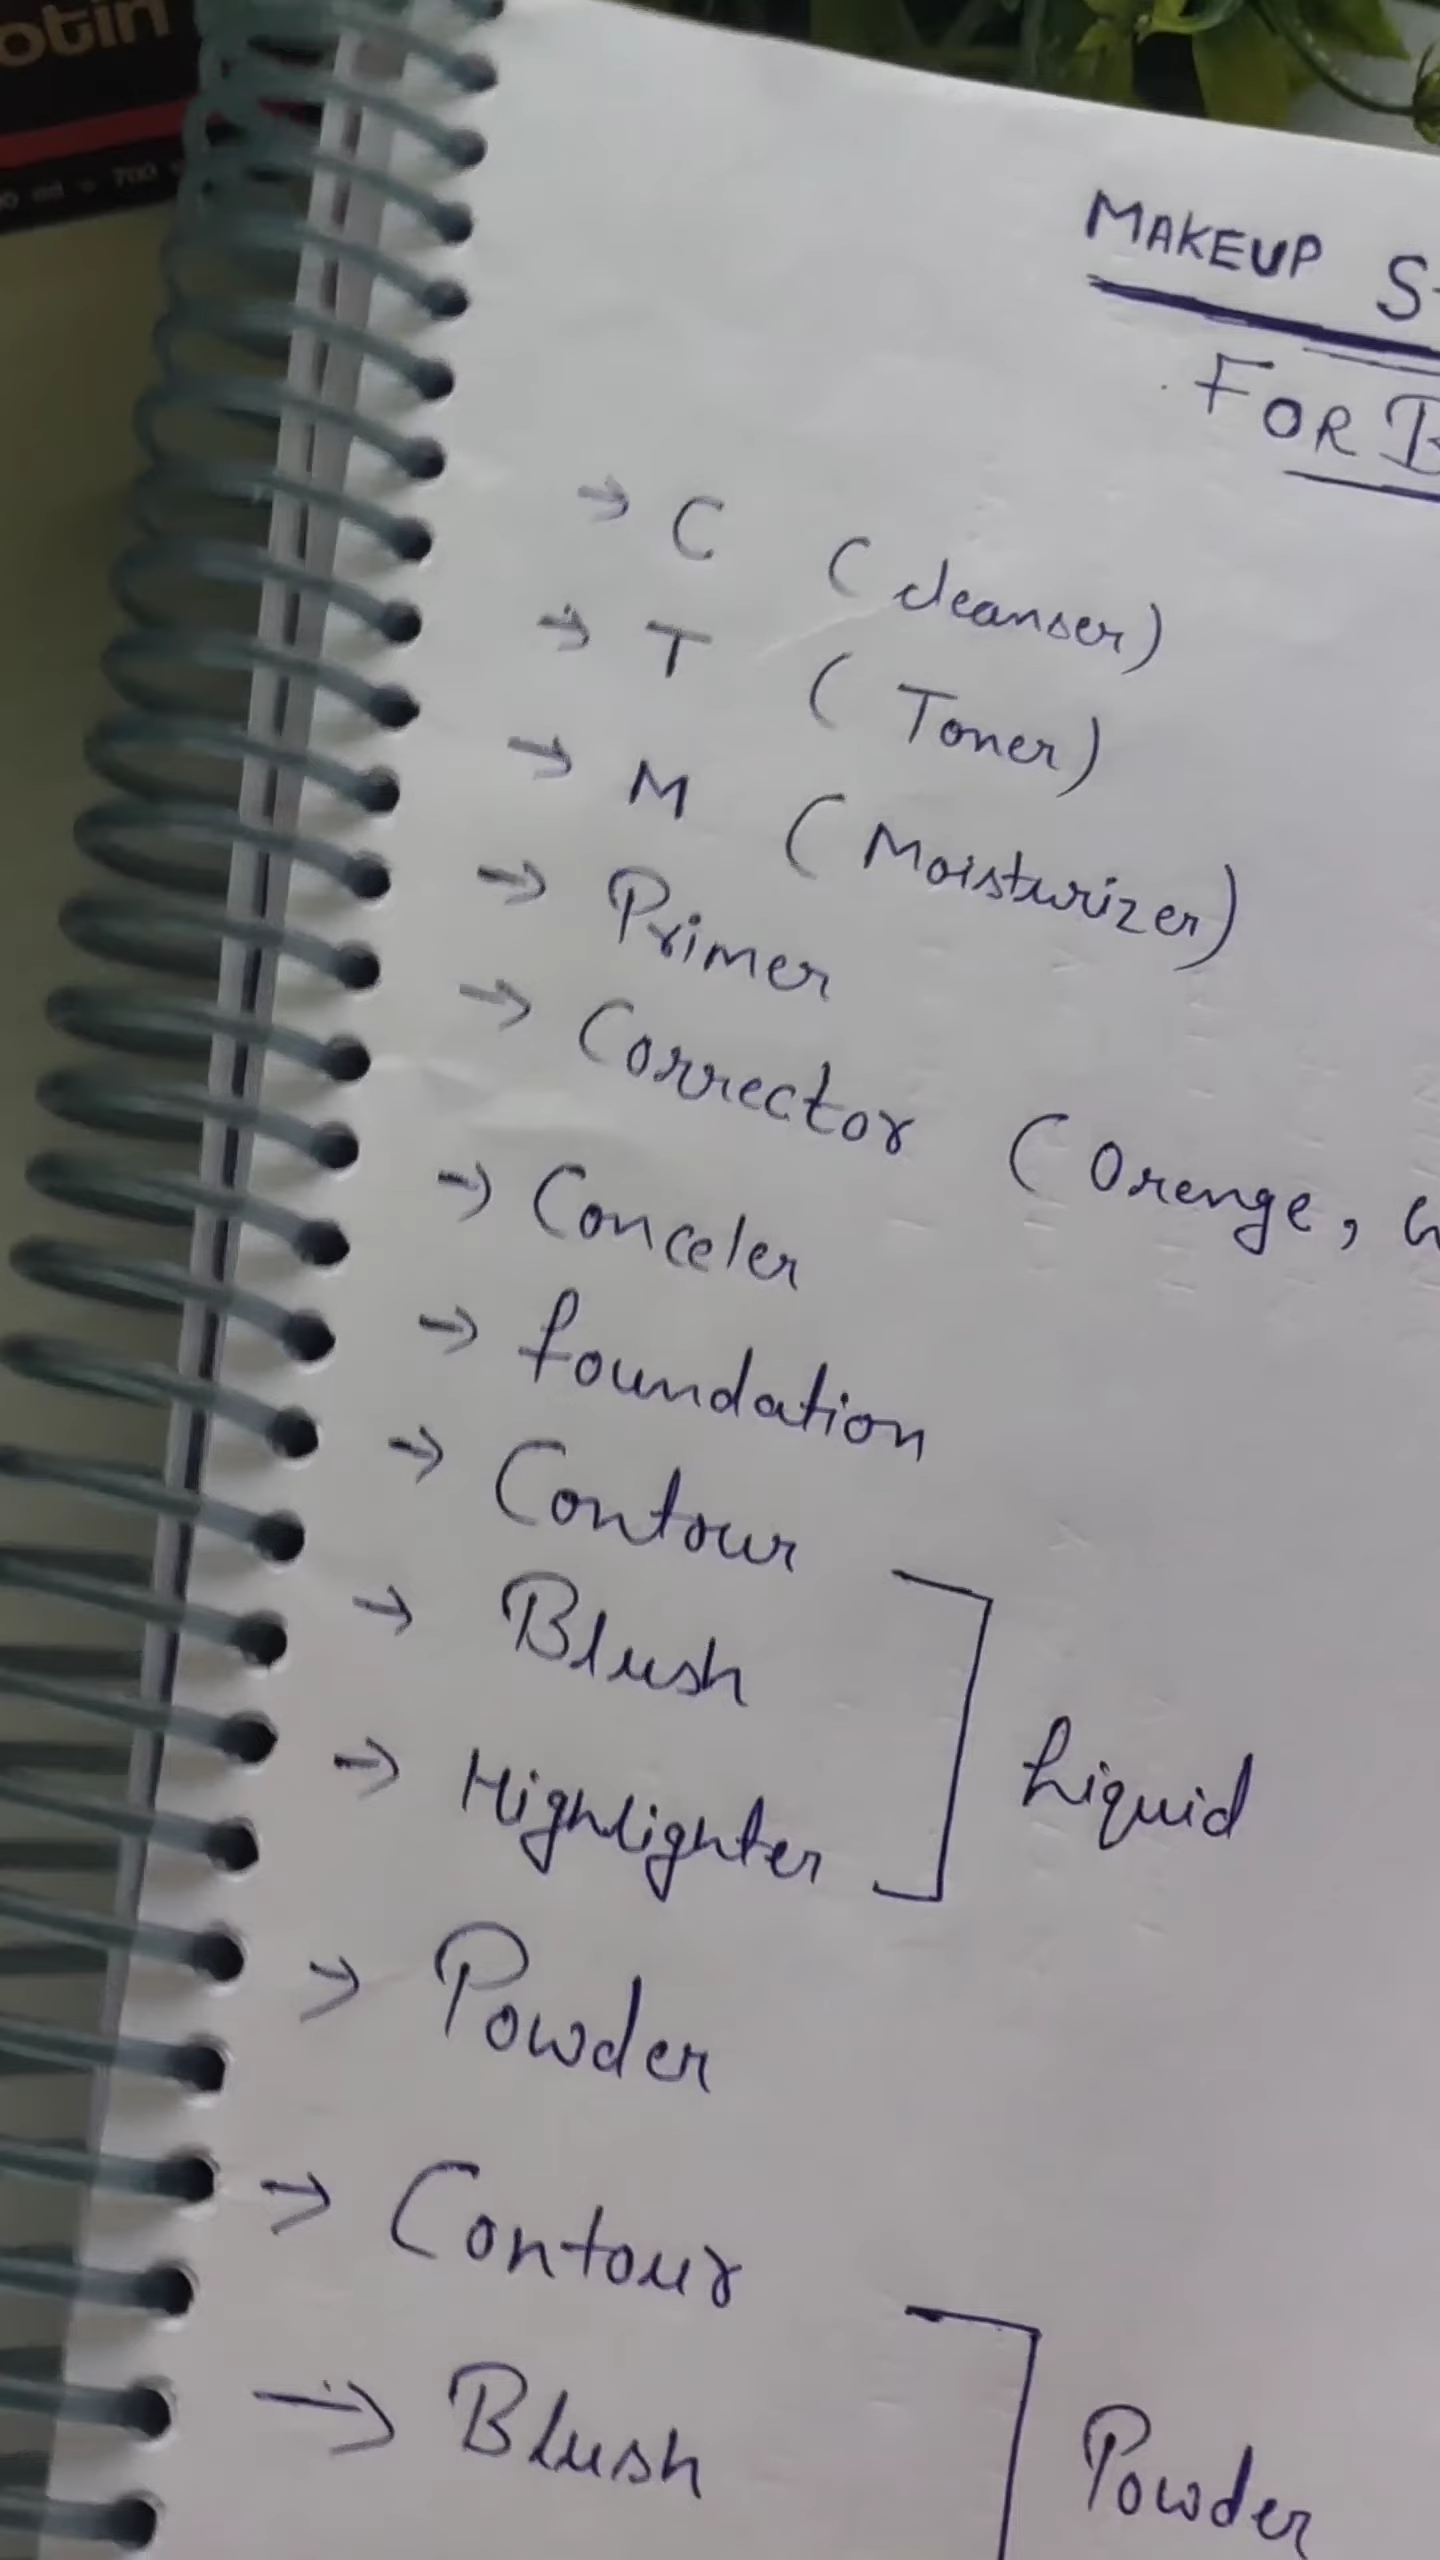 MAKEUP
FOR
→ C (cleanser)
→ T (Toner)
→ M (Moisturizer)
→ Primer
→ Corrector (Orenge,
→ Conceler
→ foundation
→ Contour
→ Blush
→ Highlighter
Liquid
→ Powder
→ Contour
→ Blush
Powder